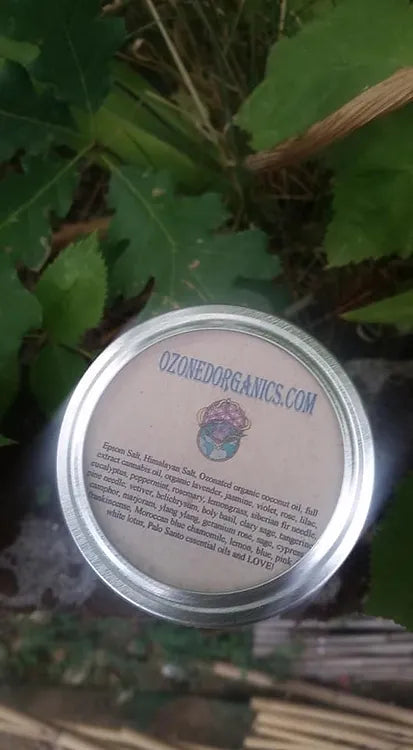 OZONEDORGANICS.COM
Epsom Salt, Himalayan Salt, Ozonated organic coconut oil, full
extract cannabis oil, organic lavender, jasmine, violet, rose, lilac,
eucalyptus, peppermint, rosemary, lemongrass, siberian fir needle,
pine needle, vetiver, helichrysum, holy basil, clary sage, tangerine
camphor, marjoram, ylang ylang, geranium rose, sage, cypress
frankincense, Moroccan blue chamomile, lemon, blue, pink
white lotus, Palo Santo essential oils and LOVE!